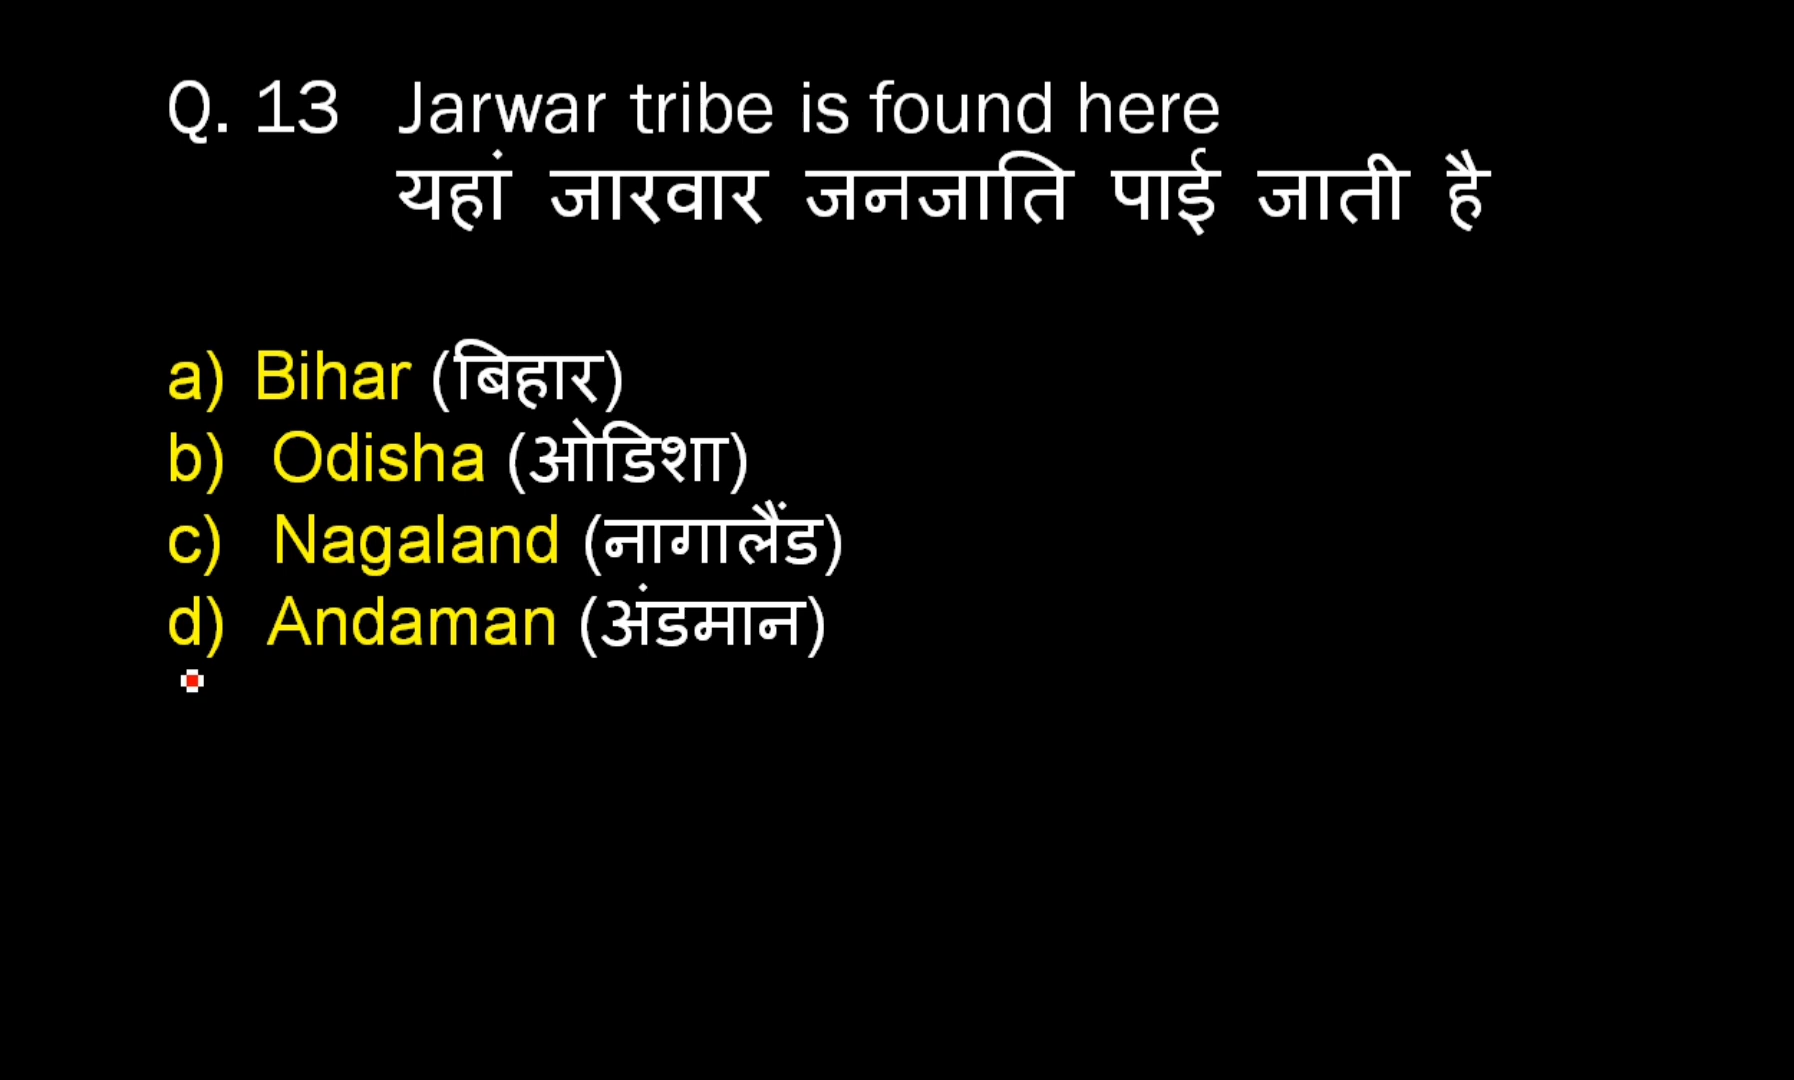 Q. 13 Jarwar tribe is found here
यहां जारवार जनजाति पाई जाती है
a) Bihar (बिहार)
b) Odisha (ओडिशा)
c) Nagaland (नागालैंड)
d) Andaman (अंडमान)